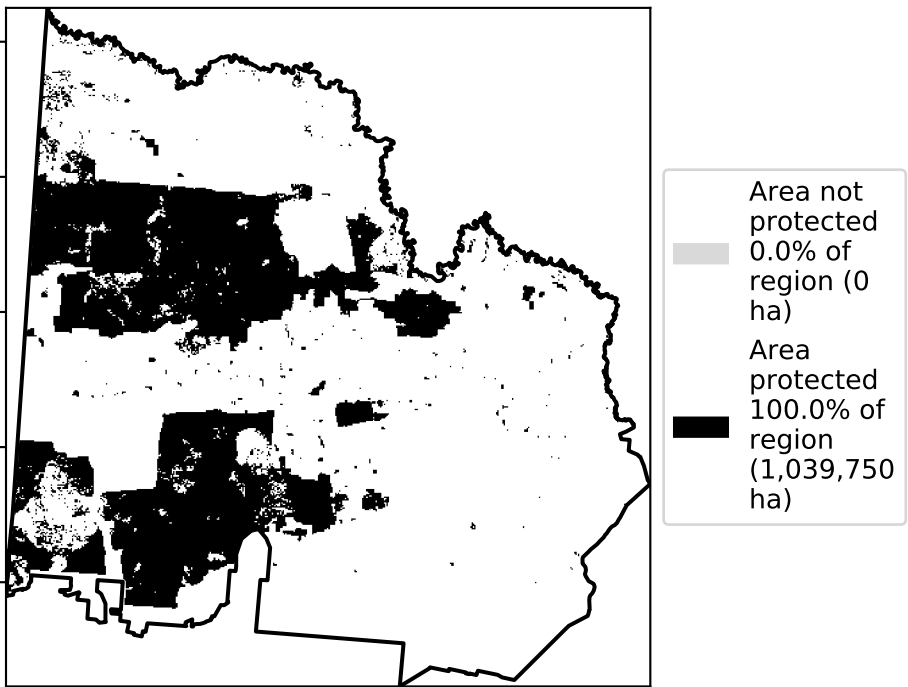 Area not
protected
0.0% of
region (0
ha)
Area
protected
100.0% of
region
(1,039,750
ha)